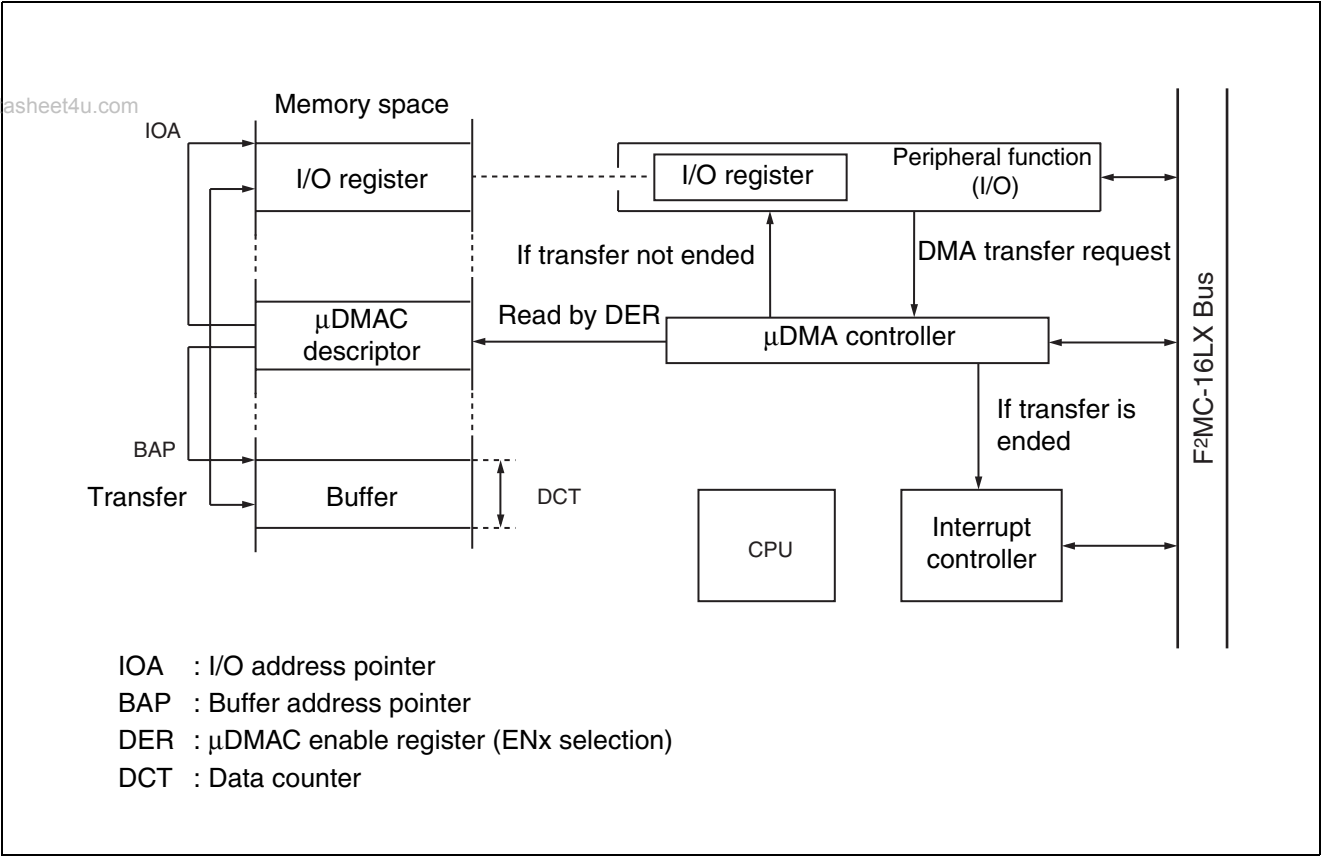 asheet4u.com
Memory space
IOA
I/O register
I/O register
Peripheral function
(I/O)
If transfer not ended
DMA transfer request
Read by DER
μDMAC
descriptor
μDMA controller
F²MC-16LX Bus
If transfer is
ended
BAP
Transfer
Buffer
DCT
CPU
Interrupt
controller
IOA : I/O address pointer
BAP : Buffer address pointer
DER : μDMAC enable register (ENx selection)
DCT : Data counter